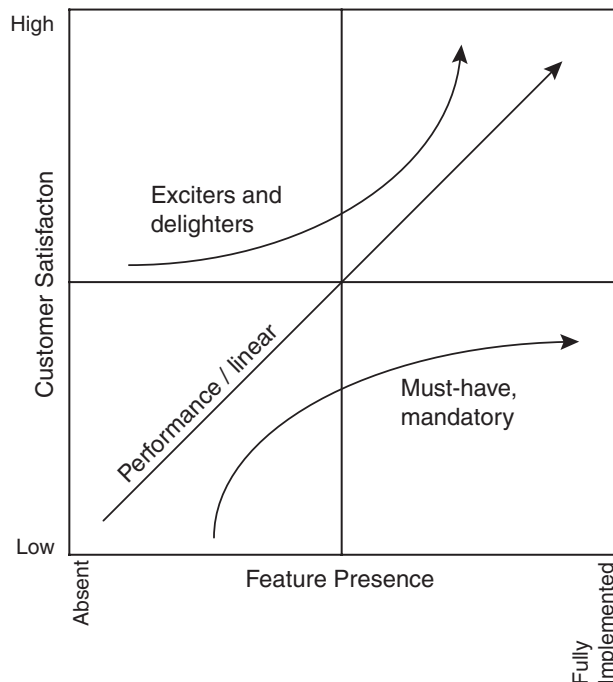 High
Customer Satisfacton
Exciters and
delighters
Performance / linear
Must-have,
mandatory
Low
Absent
Feature Presence
Fully
Implemented